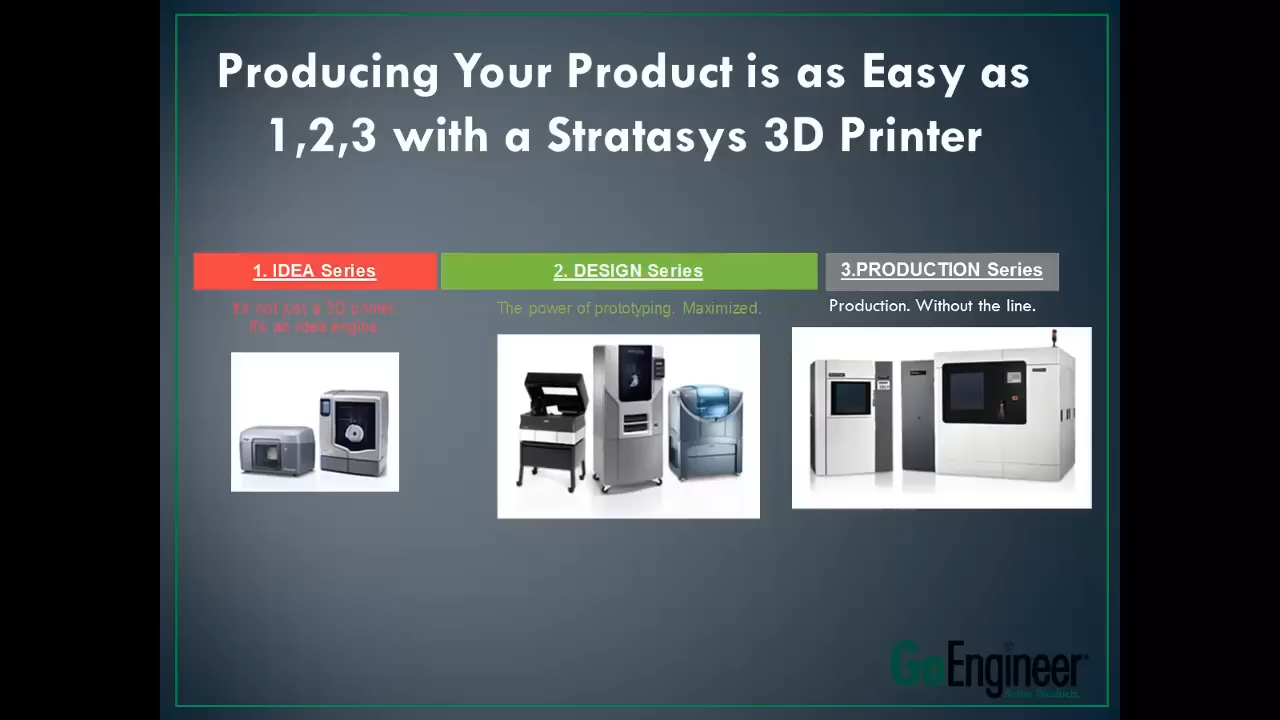 Producing Your Product is as Easy as
1,2,3 with a Stratasys 3D Printer
1. IDEA Series
2. DESIGN Series
3.PRODUCTION Series
It's not just a 3D printer.
It's an idea engine
The power of prototyping. Maximized.
Production. Without the line.
GoEngineer
Better Products.